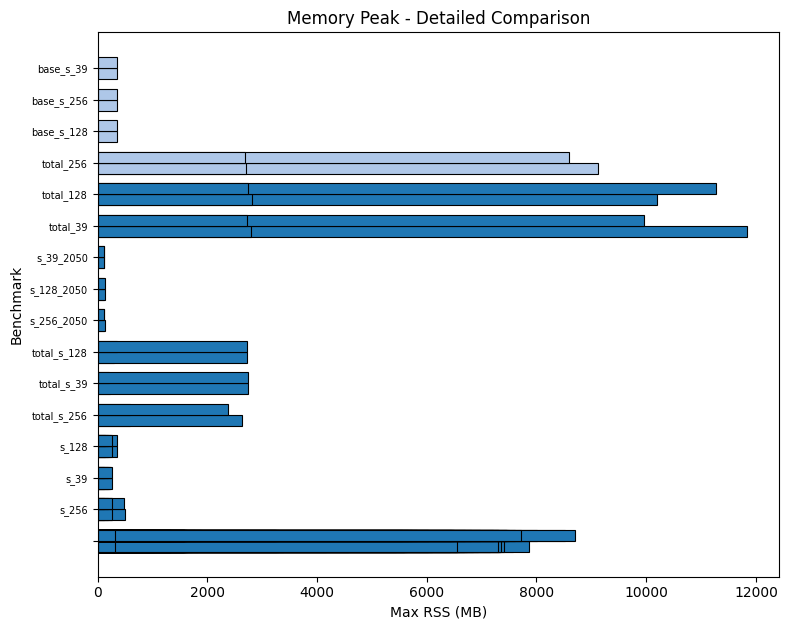 Memory Peak - Detailed Comparison
base_s_39
base_s_256
base_s_128
total_256
total_128
total_39
s_39_2050
s_128_2050
s_256_2050
total_s_128
total_s_39
total_s_256
s_128
s_39
s_256
Benchmark
0 2000 4000 6000 8000 10000 12000
Max RSS (MB)